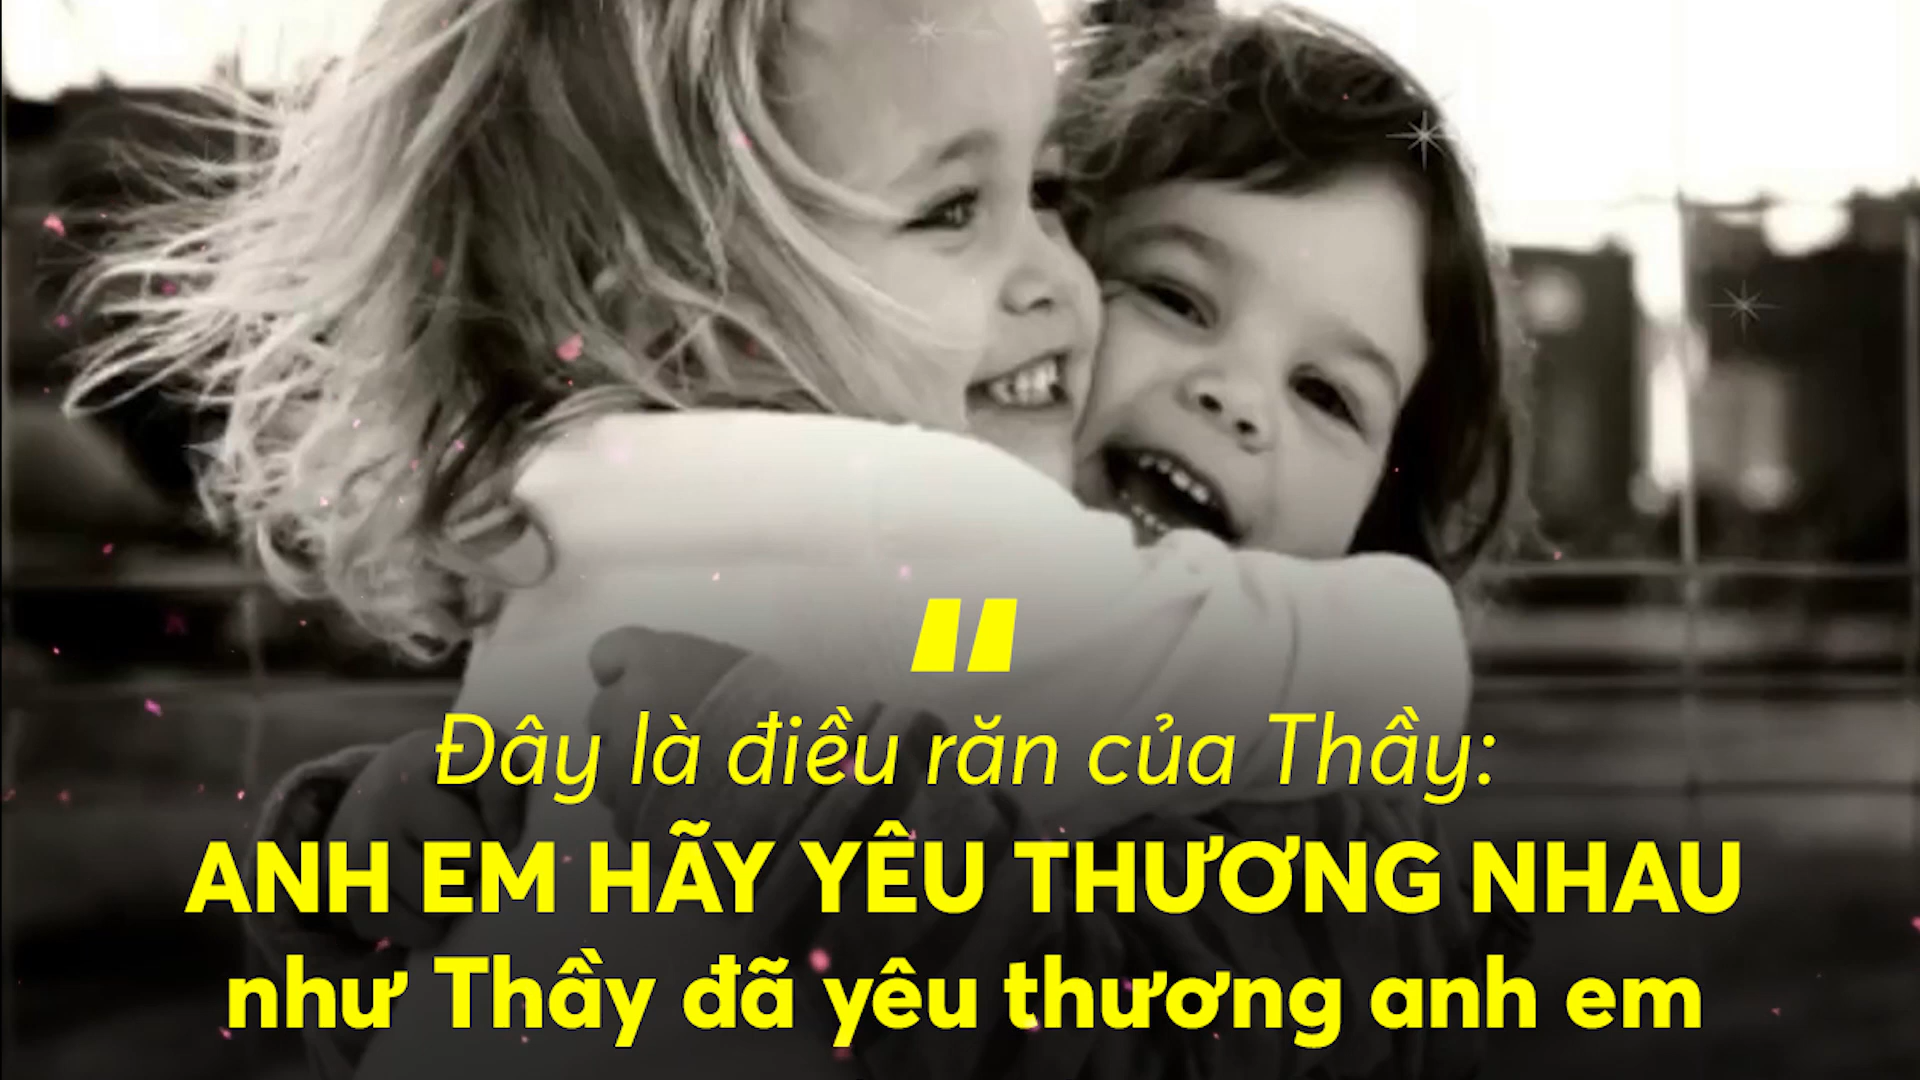 "
Đây là điều răn của Thầy:
ANH EM HÃY YÊU THƯƠNG NHAU
như Thầy đã yêu thương anh em